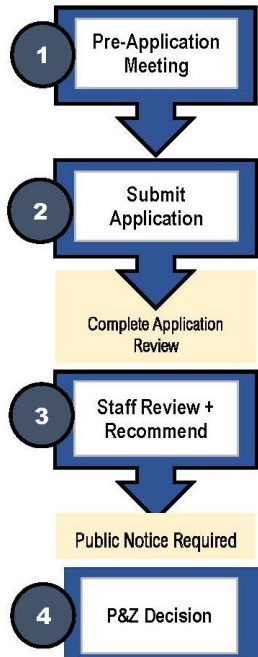 1
Pre-Application
Meeting
2
Submit
Application
Complete Application
Review
3
Staff Review +
Recommend
Public Notice Required
4
P&Z Decision